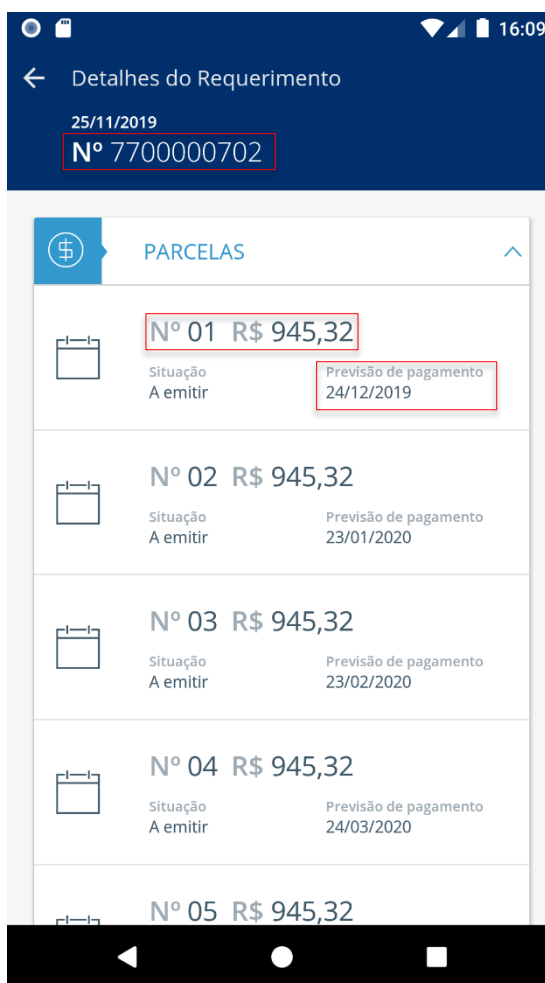 16:09
Detalhes do Requerimento
25/11/2019
Nº 7700000702
PARCELAS
Nº 01 R$ 945,32
Situação Previsão de pagamento
A emitir 24/12/2019
Nº 02 R$ 945,32
Situação Previsão de pagamento
A emitir 23/01/2020
Nº 03 R$ 945,32
Situação Previsão de pagamento
A emitir 23/02/2020
Nº 04 R$ 945,32
Situação Previsão de pagamento
A emitir 24/03/2020
Nº 05 R$ 945,32